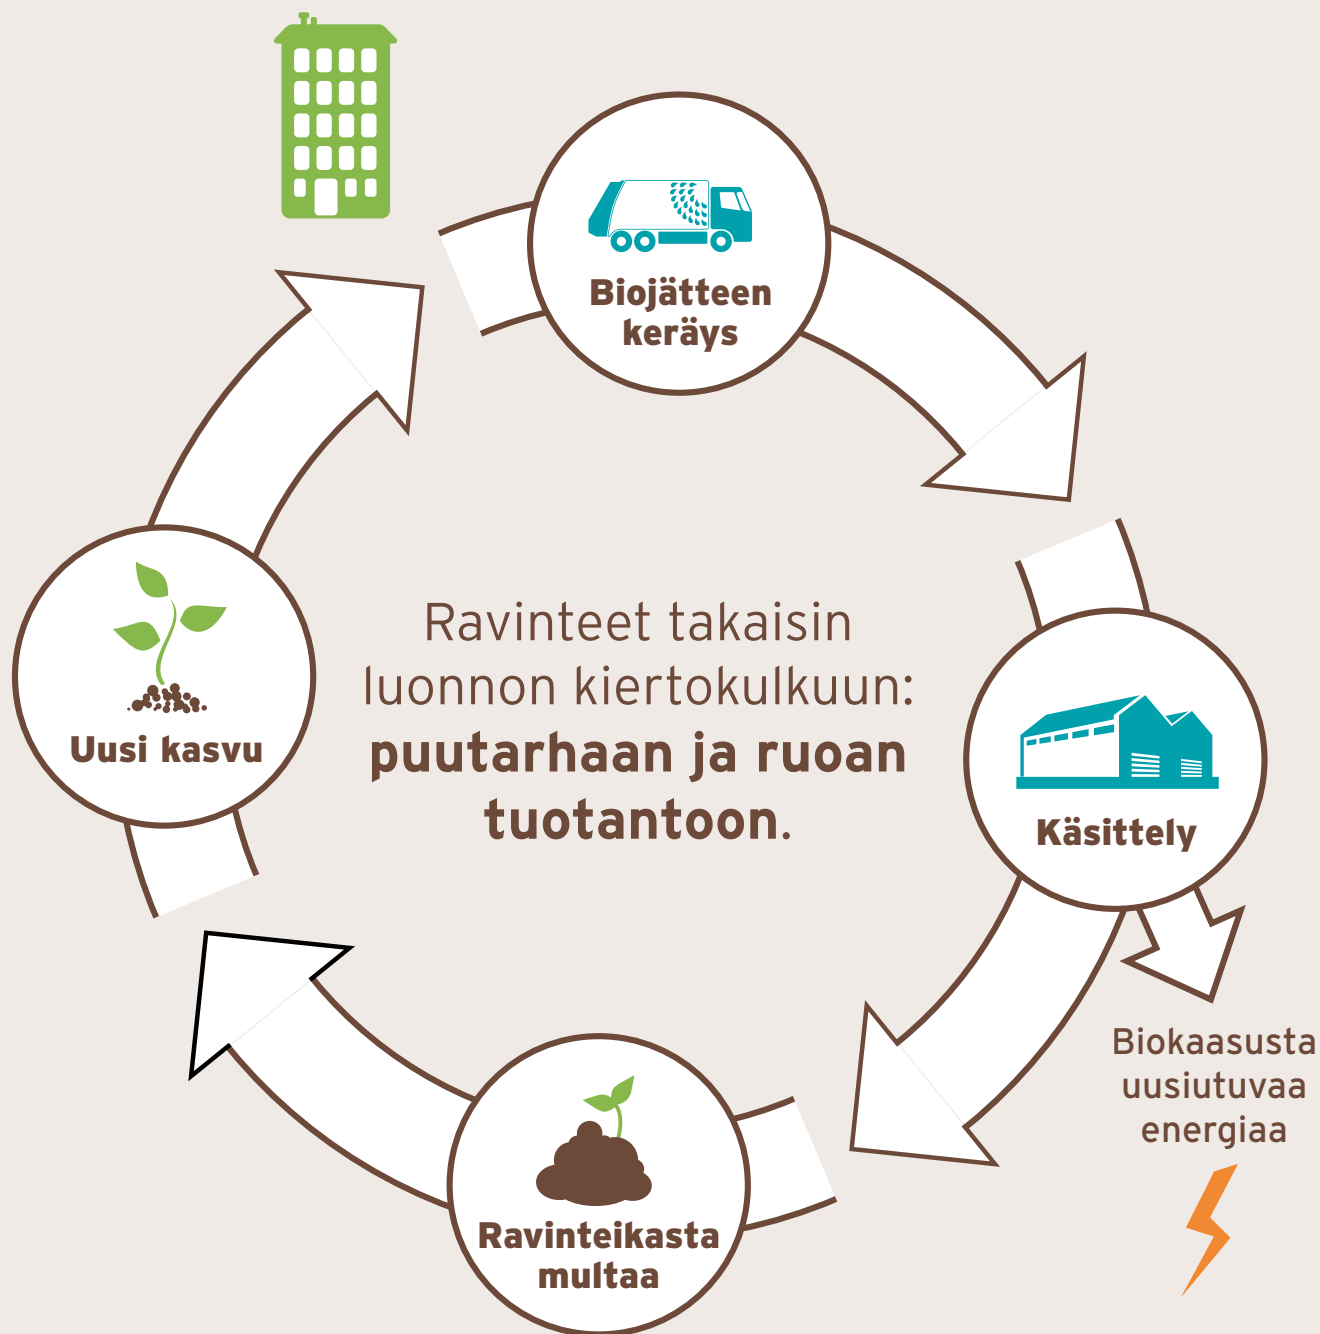 Biojätteen
keräys
Ravinteet takaisin
luonnon kiertokulkuun:
puutarhaan ja ruoan
tuotantoon.
Uusi kasvu
Käsittely
Biokaasusta
uusiutuvaa
energiaa
Ravinteikasta
multaa